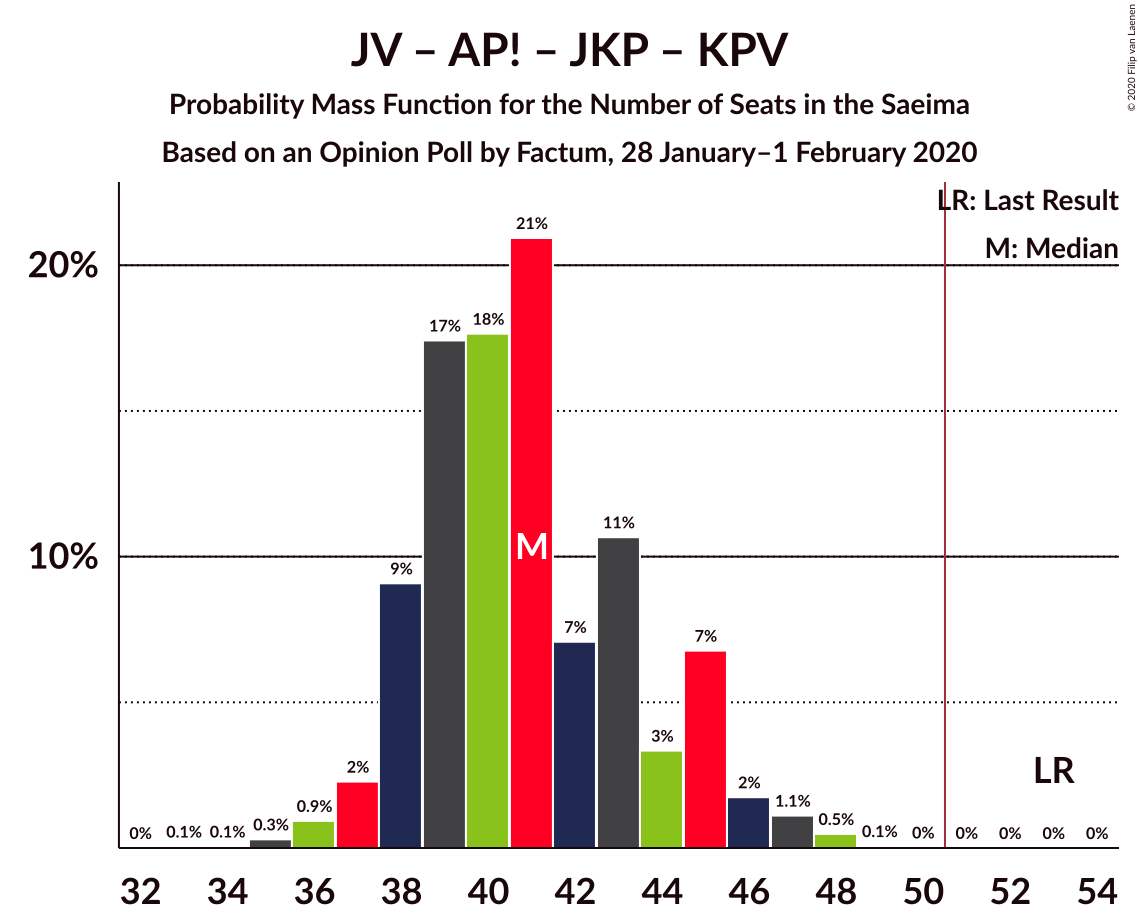 JV – AP! – JKP – KPV
Probability Mass Function for the Number of Seats in the Saeima
Based on an Opinion Poll by Factum, 28 January–1 February 2020
© 2020 Filip van Laenen
LR: Last Result
M: Median
20%
10%
0%
0.1%
0.1%
0.3%
0.9%
2%
9%
17%
18%
21%
7%
11%
3%
7%
2%
1.1%
0.5%
0.1%
0%
0%
0%
0%
0%
M
LR
32 34 36 38 40 42 44 46 48 50 52 54